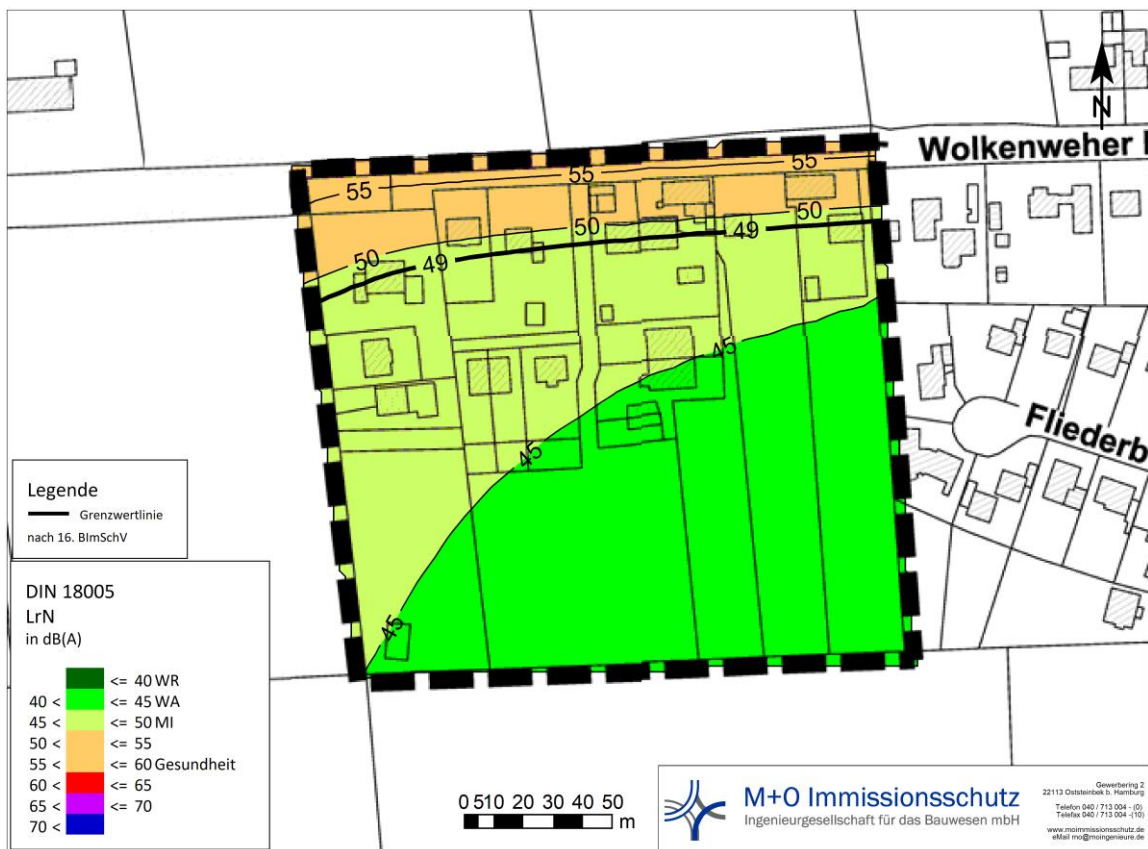 N
Wolkenweher
55
55
55
50
50
50
49
49
45
45
45
Fliederb
Legende
Grenzwertlinie
nach 16. BImSchV
DIN 18005
LrN
in dB(A)
<= 40 WR
40 < <= 45 WA
45 < <= 50 MI
50 < <= 55
55 < <= 60 Gesundheit
60 < <= 65
65 < <= 70
70 <
0 5 10 20 30 40 50
m
M+O Immissionsschutz
Ingenieurgesellschaft für das Bauwesen mbH
Gewerbering 2
22113 Oststeinbek b. Hamburg
Telefon 040 / 713 004 - (0)
Telefax 040 / 713 004 -(10)
www.moimmissionsschutz.de
eMail mo@moingenieure.de